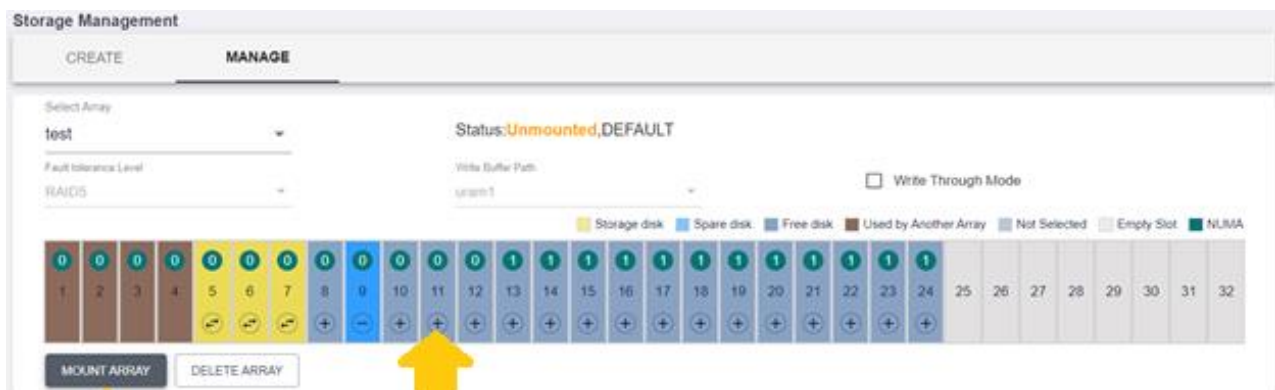 Storage Management
CREATE MANAGE
Select Array
test
Status:Unmounted,DEFAULT
Fault tolerance Level
RAID5
Write Buffer Path
uram1
Write Through Mode
Storage disk Spare disk Free disk Used by Another Array Not Selected Empty Slot NUMA
0 0 0 0 0 0 0 0 0 0 0 0 1 1 1 1 1 1 1 1 1 1 1 1
1 2 3 4 5 6 7 8 9 10 11 12 13 14 15 16 17 18 19 20 21 22 23 24 25 26 27 28 29 30 31 32
MOUNT ARRAY DELETE ARRAY